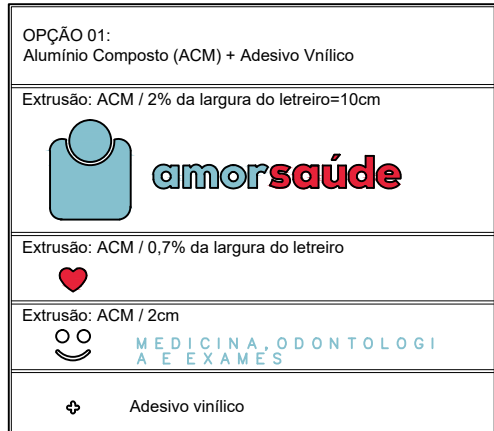 OPÇÃO 01:
Alumínio Composto (ACM) + Adesivo Vnílico
Extrusão: ACM / 2% da largura do letreiro=10cm
amorsaúde
Extrusão: ACM / 0,7% da largura do letreiro
Extrusão: ACM / 2cm
MEDICINA,ODONTOLOGI
A E EXAMES
Adesivo vinílico